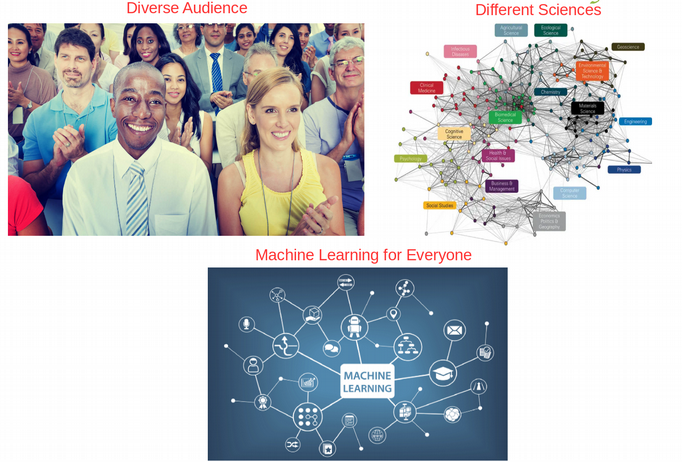 Diverse Audience
Different Sciences
Agricultural
Science
Ecological
Science
Geoscience
Infectious
Diseases
Environmental
Science &
Technology
Clinical
Medicine
Chemistry
Materials
Science
Biomedical
Science
Engineering
Cognitive
Science
Psychology
Health &
Social Issues
Physics
Business &
Management
Computer
Science
Social Studies
Economics
Politics &
Geography
Machine Learning for Everyone
MACHINE
LEARNING